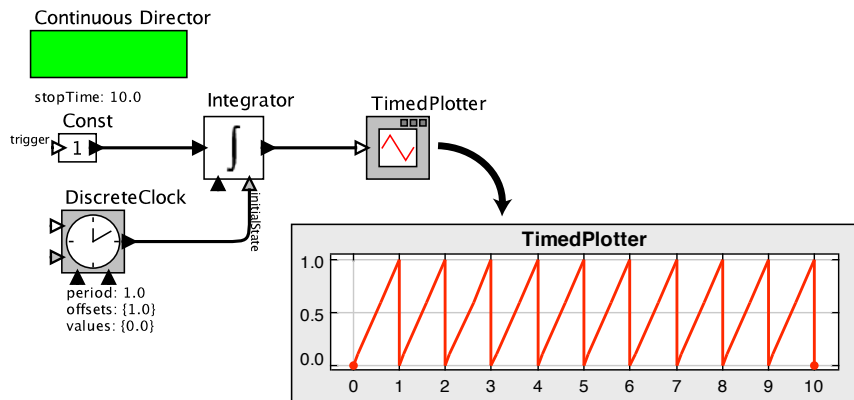 Continuous Director
stopTime: 10.0
Const
trigger
1
Integrator
TimedPlotter
initialState
DiscreteClock
period: 1.0
offsets: {1.0}
values: {0.0}
TimedPlotter
1.0
0.5
0.0
0 1 2 3 4 5 6 7 8 9 10